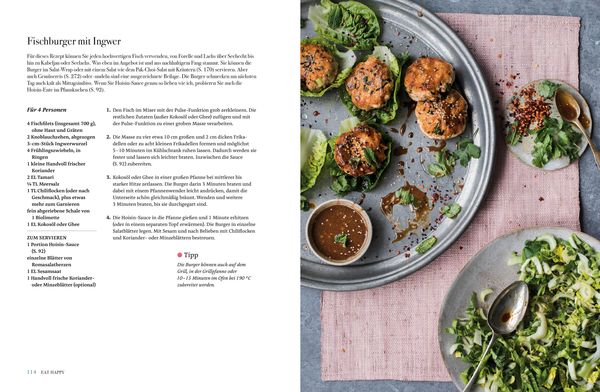 Fischburger mit Ingwer
Für dieses Rezept können Sie jeden hochwertigen Fisch verwenden, von Forelle und Lachs über Seehecht bis
hin zu Kabeljau oder Seelachs. Was eben im Angebot ist und aus nachhaltigem Fang stammt. Sie können die
Burger im Salat-Wrap oder mit einem Salat wie dem Pak-Choi-Salat mit Kräutern (S. 170) servieren. Aber
auch Gemüsereis (S. 272) oder -nudeln sind eine ausgezeichnete Beilage. Die Burger schmecken am nächsten
Tag auch kalt als Mittagsimbiss. Wenn Sie Hoisin-Sauce genau so lieben wie ich, probieren Sie auch die
Hoisin-Ente im Pfannkuchen (S. 92).
Für 4 Personen
4 Fischfilets (insgesamt 700 g),
ohne Haut und Gräten
2 Knoblauchzehen, abgezogen
3-cm-Stück Ingwerwurzel
4 Frühlingszwiebeln, in
Ringen
1 kleine Handvoll frischer
Koriander
2 EL Tamari
¼ TL Meersalz
1 TL Chiliflocken (oder nach
Geschmack), plus etwas
mehr zum Garnieren
fein abgeriebene Schale von
1 Biolimette
1 EL Kokosöl oder Ghee
ZUM SERVIEREN
1 Portion Hoisin-Sauce
(S. 92)
einzelne Blätter von
Romasalatherzen
1 EL Sesamsaat
1 Handvoll frische Koriander-
oder Minzeblätter (optional)
1. Den Fisch im Mixer mit der Pulse-Funktion grob zerkleinern. Die
restlichen Zutaten (außer Kokosöl oder Ghee) zufügen und mit
der Pulse-Funktion zu einer groben Masse verarbeiten.
2. Die Masse zu vier etwa 10 cm großen und 2 cm dicken Frika-
dellen oder zu acht kleinen Frikadellen formen und möglichst
5–10 Minuten im Kühlschrank ruhen lassen. Dadurch werden sie
fester und lassen sich leichter braten. Inzwischen die Sauce
(S. 92) zubereiten.
3. Kokosöl oder Ghee in einer großen Pfanne bei mittlerer bis
starker Hitze zerlassen. Die Burger darin 3 Minuten braten und
dabei mit einem Pfannenwender leicht andrücken, damit die
Unterseite schön gleichmäßig bräunt. Wenden und weitere
3 Minuten braten, bis sie durchgegart sind.
4. Die Hoisin-Sauce in die Pfanne gießen und 1 Minute erhitzen
(oder in einem separaten Topf erwärmen). Die Burger in einzelne
Salatblätter legen. Mit Sesam und nach Belieben mit Chiliflocken
und Koriander- oder Minzeblättern bestreuen.
Tipp
Die Burger können auch auf dem
Grill, in der Grillpfanne oder
10–15 Minuten im Ofen bei 190 °C
zubereitet werden.
114 EAT HAPPY